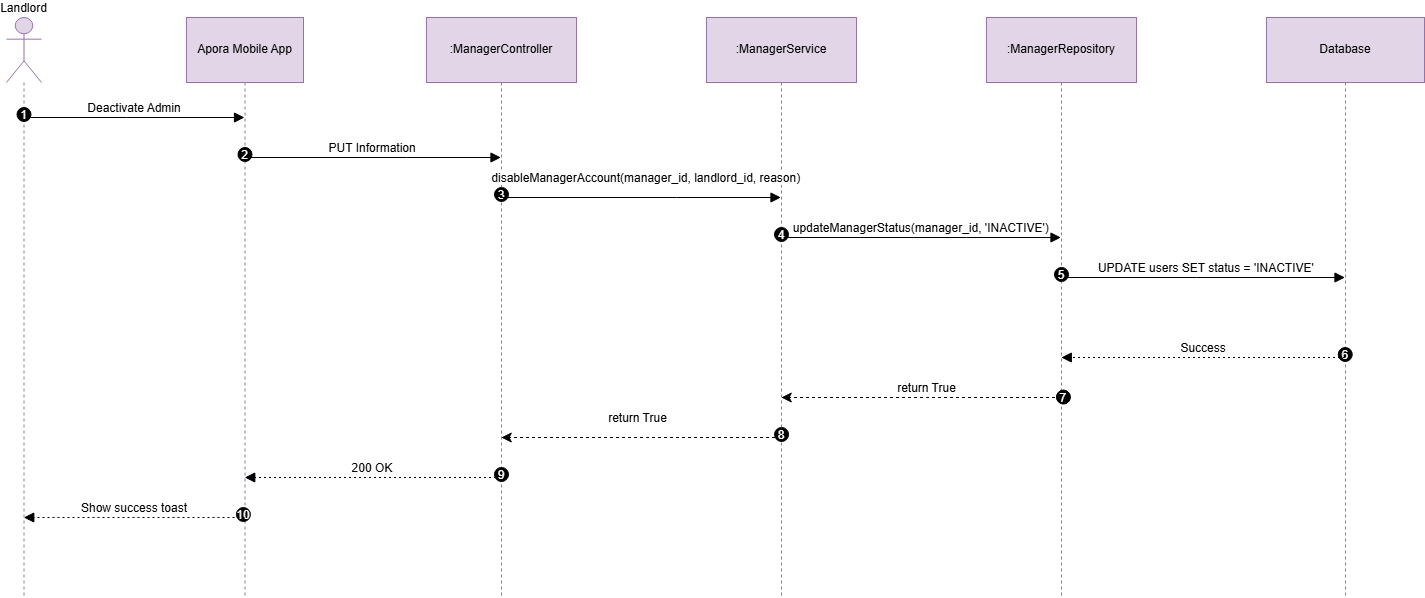 Landlord
Apora Mobile App
:ManagerController
:ManagerService
:ManagerRepository
Database
1
Deactivate Admin
2
PUT Information
3
disableManagerAccount(manager_id, landlord_id, reason)
4
updateManagerStatus(manager_id, 'INACTIVE')
5
UPDATE users SET status = 'INACTIVE'
Success
6
return True
7
return True
8
200 OK
9
Show success toast
10